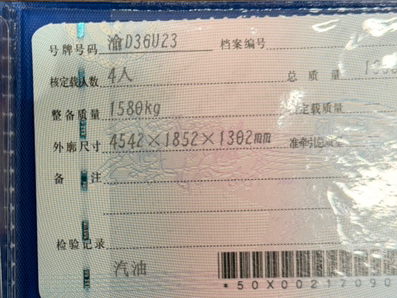 号牌号码 渝D36U23 档案编号
核定载人数 4人 总质量
整备质量 1580kg 核定载质量
外廓尺寸 4542×1852×1302mm 准牵引总质量
备注
检验记录
汽油
*50X00217090